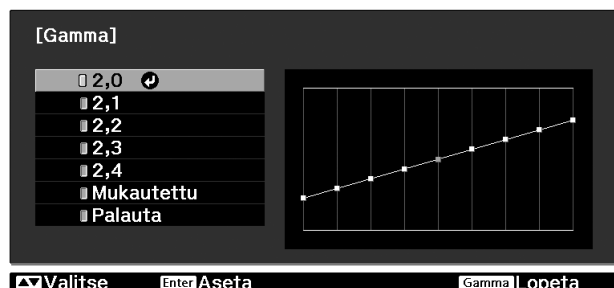 [Gamma]
2,0
2,1
2,2
2,3
2,4
Mukautettu
Palauta
Valitse Enter Aseta Gamma Lopeta